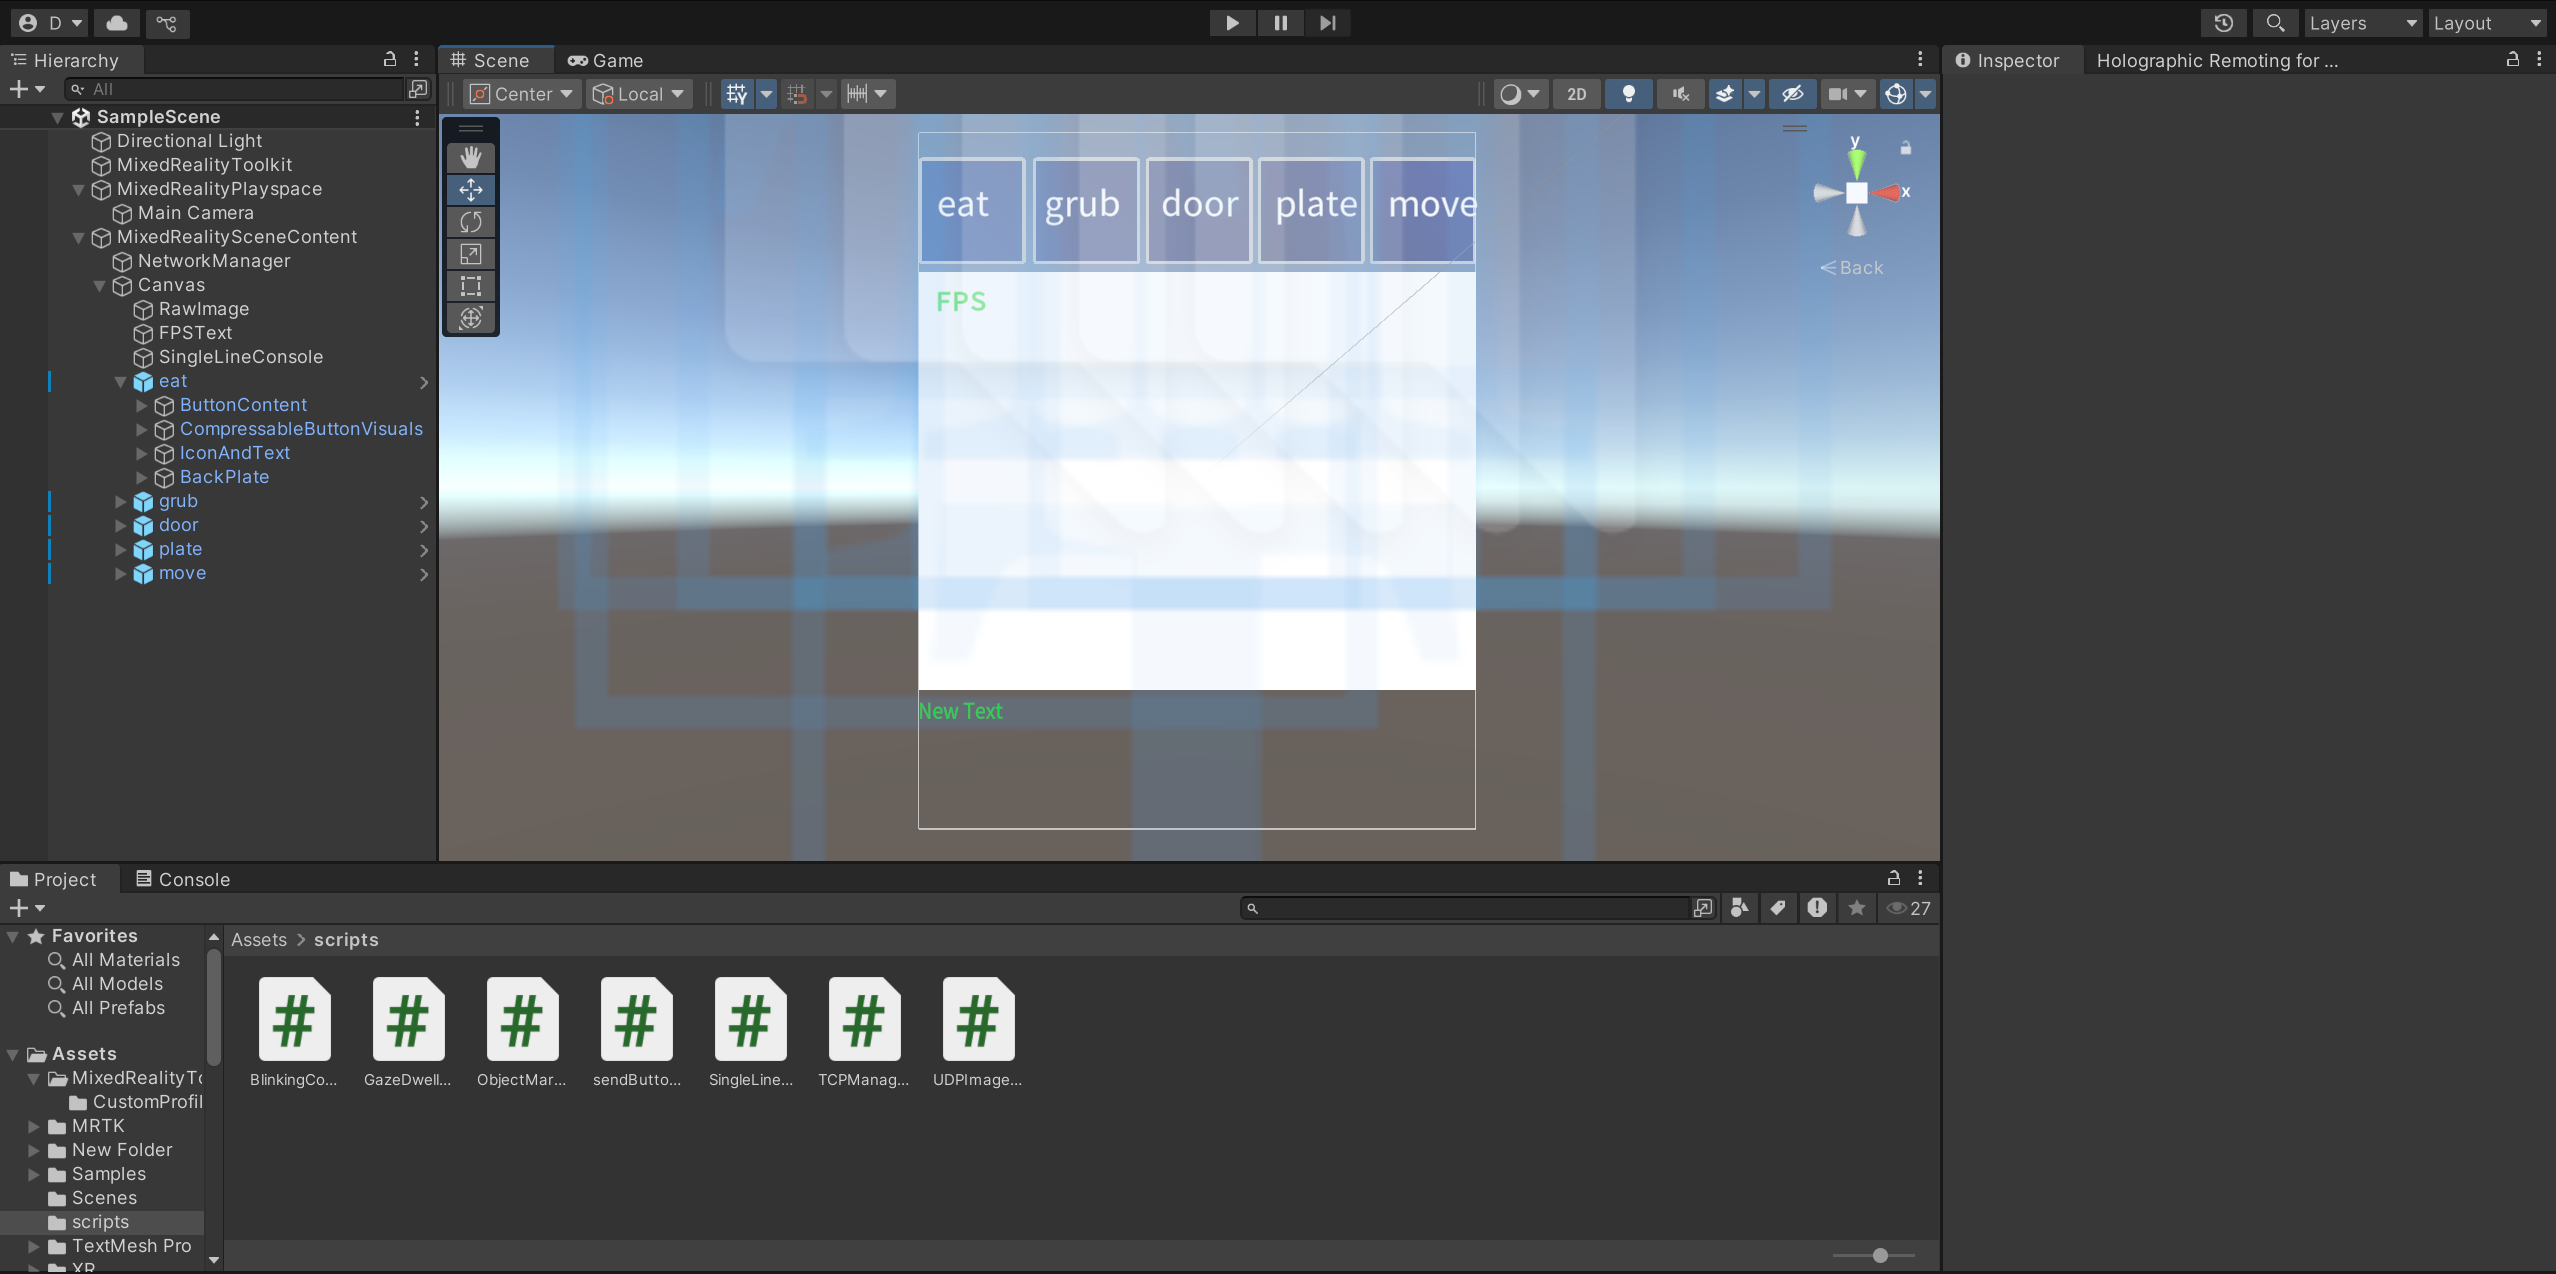 D
Layers
Layout
Hierarchy
Scene
Game
Inspector
Holographic Remoting for ...
All
Center
Local
2D
SampleScene
Directional Light
MixedRealityToolkit
MixedRealityPlayspace
Main Camera
MixedRealitySceneContent
NetworkManager
Canvas
RawImage
FPSText
SingleLineConsole
eat
ButtonContent
CompressableButtonVisuals
IconAndText
BackPlate
grub
door
plate
move
eat
grub
door
plate
move
FPS
New Text
y
x
Back
Project
Console
27
Favorites
All Materials
All Models
All Prefabs
Assets
MixedRealityTo
CustomProfil
MRTK
New Folder
Samples
Scenes
scripts
TextMesh Pro
XR
Assets > scripts
#
#
#
#
#
#
#
BlinkingCo...
GazeDwell...
ObjectMar...
sendButto...
SingleLine...
TCPManag...
UDPImage...